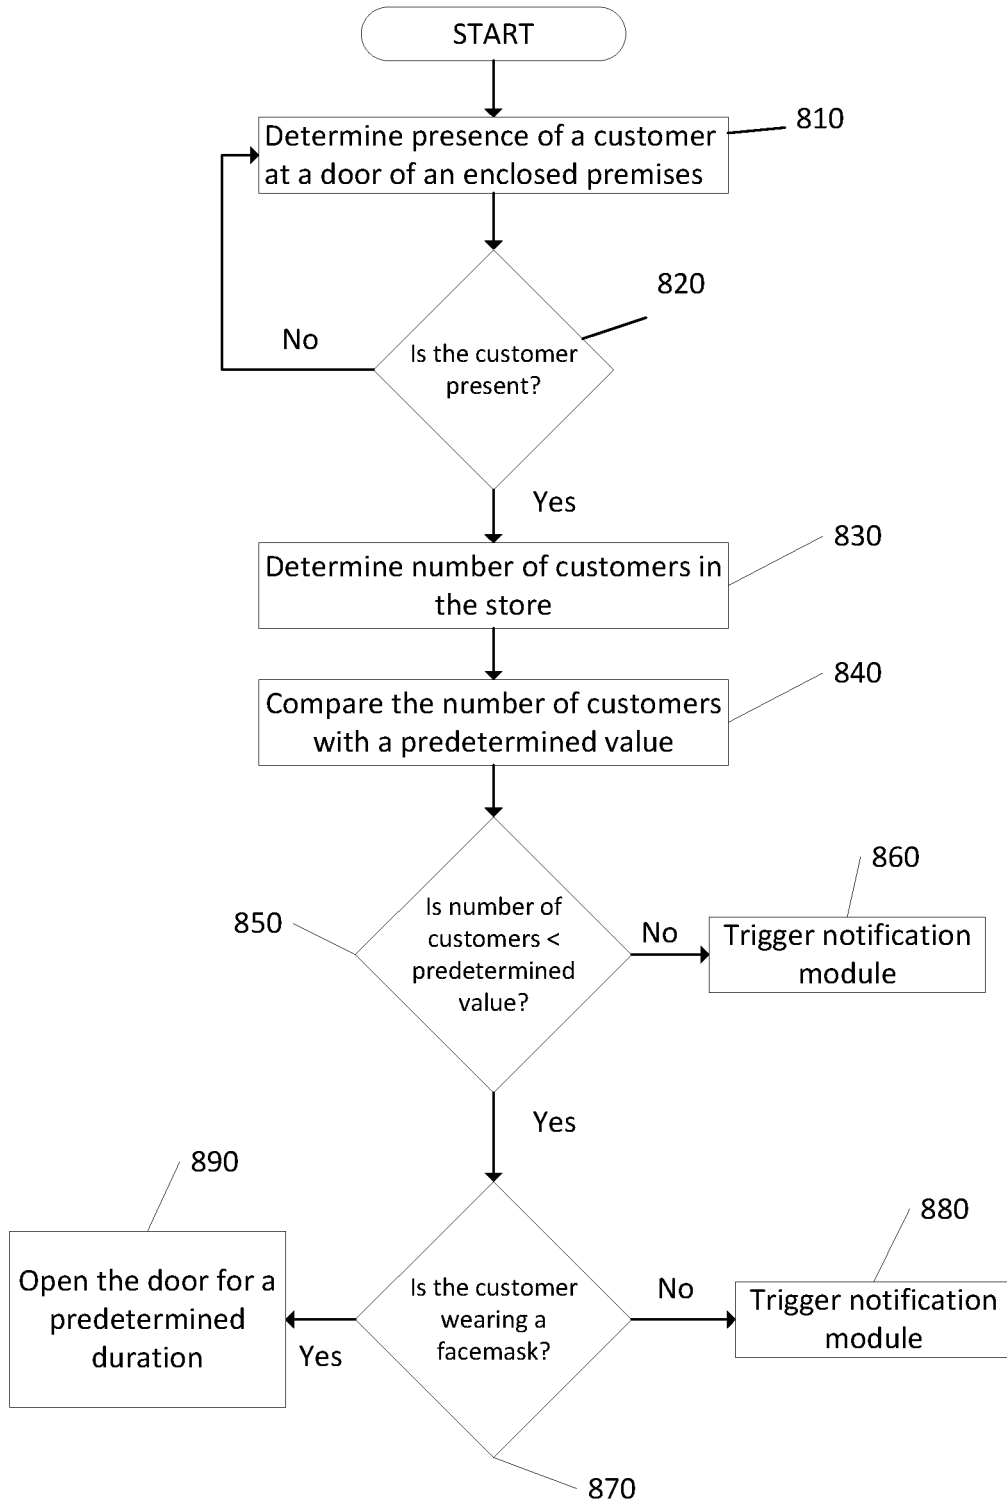 START
810
Determine presence of a customer
at a door of an enclosed premises
820
No
Is the customer
present?
Yes
830
Determine number of customers in
the store
840
Compare the number of customers
with a predetermined value
860
850
Is number of
customers <
predetermined
value?
No
Trigger notification
module
Yes
890
880
Open the door for a
predetermined
duration
Yes
Is the customer
wearing a
facemask?
No
Trigger notification
module
870